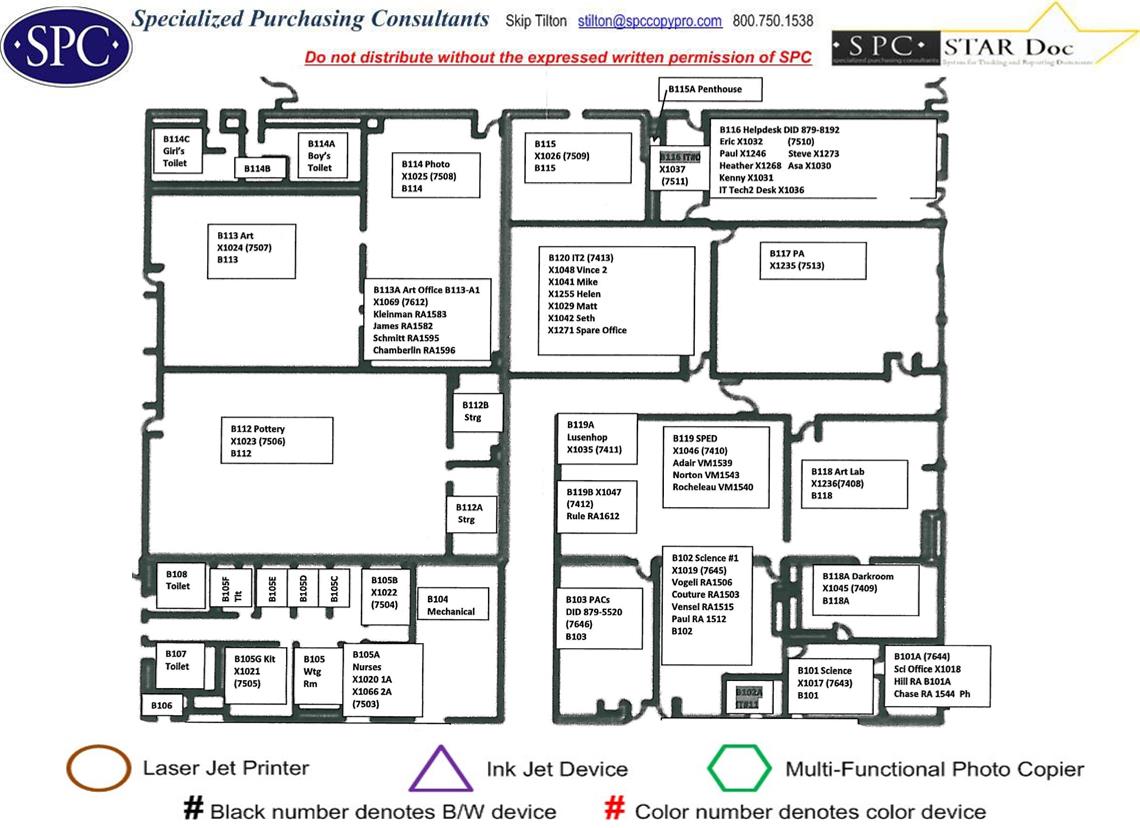 SPC
Specialized Purchasing Consultants Skip Tilton stilton@spccopypro.com 800.750.1538
Do not distribute without the expressed written permission of SPC
· SPC · STAR Doc
specialized purchasing consultants System for Tracking and Reporting Documents
B115A Penthouse
B114C
Girl's
Toilet
B114B
B114A
Boy's
Toilet
B114 Photo
X1025 (7508)
B114
B115
X1026 (7509)
B115
B116 IT#0
X1037
(7511)
B116 Helpdesk DID 879-8192
Eric X1032 (7510)
Paul X1246 Steve X1273
Heather X1268 Asa X1030
Kenny X1031
IT Tech2 Desk X1036
B113 Art
X1024 (7507)
B113
B113A Art Office B113-A1
X1069 (7612)
Kleinman RA1583
James RA1582
Schmitt RA1595
Chamberlin RA1596
B120 IT2 (7413)
X1048 Vince 2
X1041 Mike
X1255 Helen
X1029 Matt
X1042 Seth
X1271 Spare Office
B117 PA
X1235 (7513)
B112 Pottery
X1023 (7506)
B112
B112B
Strg
B112A
Strg
B119A
Lusenhop
X1035 (7411)
B119B X1047
(7412)
Rule RA1612
B119 SPED
X1046 (7410)
Adair VM1539
Norton VM1543
Rocheleau VM1540
B118 Art Lab
X1236(7408)
B118
B108
Toilet
B105F
Tlt
B105E
B105D
B105C
B105B
X1022
(7504)
B104
Mechanical
B103 PACs
DID 879-5520
(7646)
B103
B102 Science #1
X1019 (7645)
Vogeli RA1506
Couture RA1503
Vensel RA1515
Paul RA 1512
B102
B118A Darkroom
X1045 (7409)
B118A
B107
Toilet
B106
B105G Kit
X1021
(7505)
B105
Wtg
Rm
B105A
Nurses
X1020 1A
X1066 2A
(7503)
B102A
IT#11
B101 Science
X1017 (7643)
B101
B101A (7644)
Sci Office X1018
Hill RA B101A
Chase RA 1544 Ph
Laser Jet Printer Ink Jet Device Multi-Functional Photo Copier
# Black number denotes B/W device # Color number denotes color device